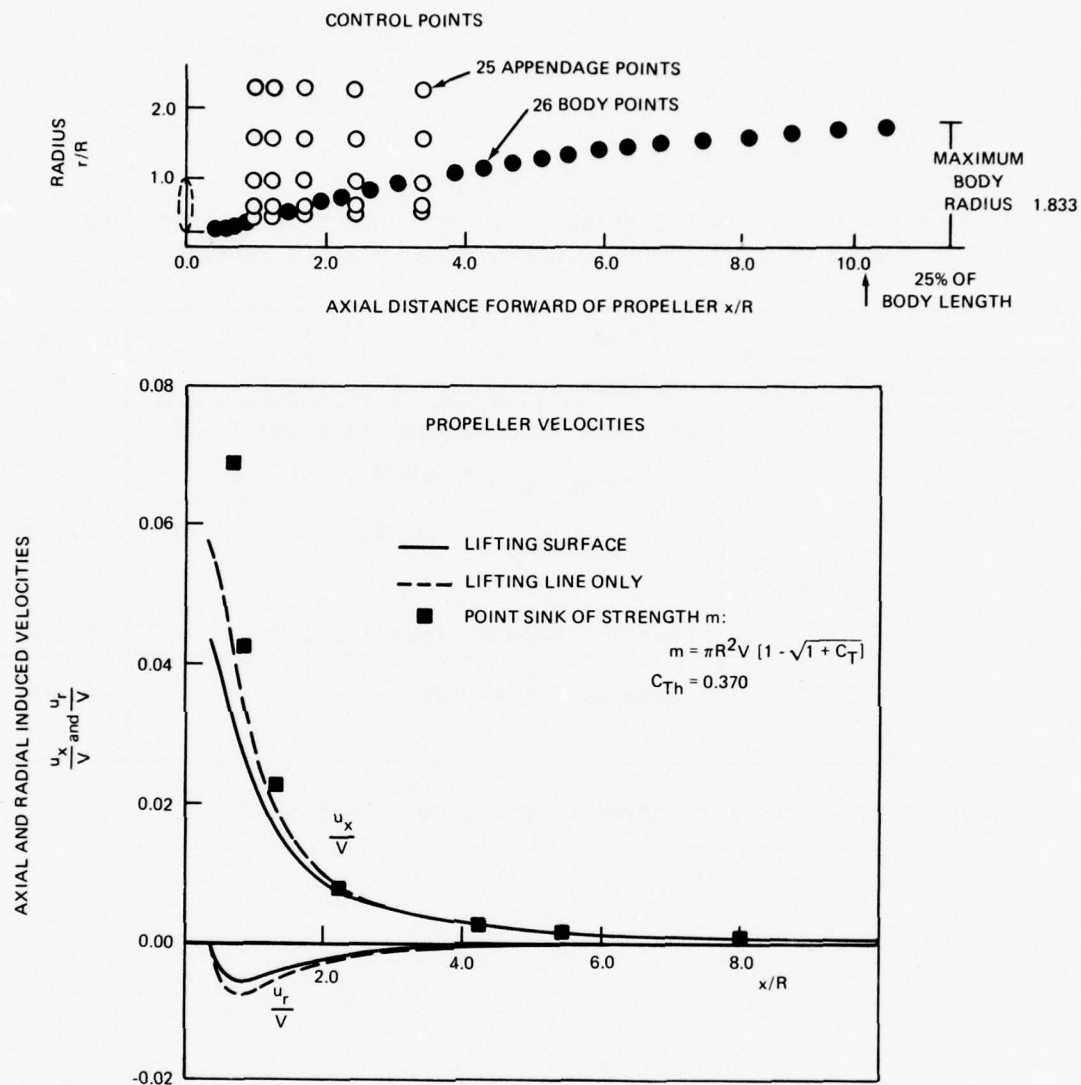 CONTROL POINTS
25 APPENDAGE POINTS
26 BODY POINTS
2.0
1.0
RADIUS
r/R
MAXIMUM
BODY
RADIUS 1.833
0.0 2.0 4.0 6.0 8.0 10.0
25% OF
BODY LENGTH
AXIAL DISTANCE FORWARD OF PROPELLER x/R
0.08
PROPELLER VELOCITIES
0.06
LIFTING SURFACE
LIFTING LINE ONLY
POINT SINK OF STRENGTH m:
m = πR²V [1 - √1 + C_T]
C_Th = 0.370
0.04
AXIAL AND RADIAL INDUCED VELOCITIES
u_x/V and u_r/V
0.02
u_x/V
0.00
2.0 4.0 6.0 8.0
x/R
u_r/V
-0.02